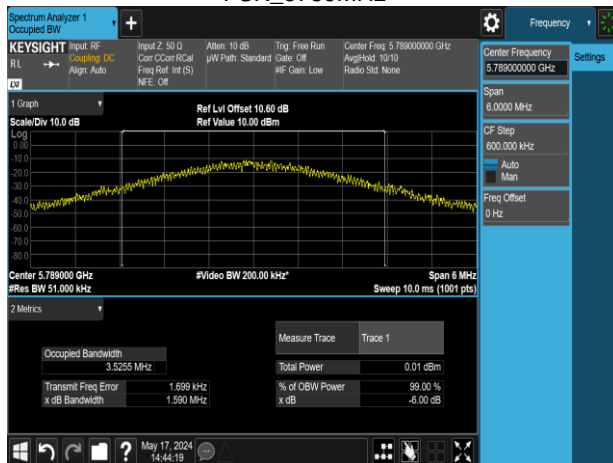 Spectrum Analyzer 1
Occupied BW
Frequency
KEYSIGHT
RL
LXI
Input: RF
Coupling: DC
Align: Auto
Input Z: 50 Ω
Corr CCorr RCal
Freq Ref: Int (S)
NFE: Off
Atten: 10 dB
µW Path: Standard
Trig: Free Run
Gate: Off
#IF Gain: Low
Center Freq: 5.789000000 GHz
Avg|Hold: 10/10
Radio Std: None
Center Frequency
5.789000000 GHz
Settings
Span
6.0000 MHz
CF Step
600.000 kHz
Auto
Man
Freq Offset
0 Hz
1 Graph
Scale/Div 10.0 dB
Ref Lvl Offset 10.60 dB
Ref Value 10.00 dBm
Log
0.00
-10.0
-20.0
-30.0
-40.0
-50.0
-60.0
-70.0
-80.0
Center 5.789000 GHz
#Video BW 200.00 kHz*
Span 6 MHz
#Res BW 51.000 kHz
Sweep 10.0 ms (1001 pts)
2 Metrics
Measure Trace Trace 1
Occupied Bandwidth
3.5255 MHz
Total Power 0.01 dBm
Transmit Freq Error 1.699 kHz
% of OBW Power 99.00 %
x dB Bandwidth 1.590 MHz
x dB -6.00 dB
May 17, 2024
14:44:19